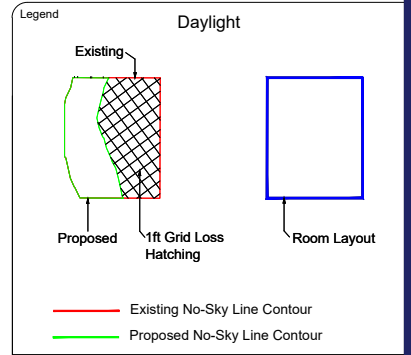 Legend
Daylight
Existing
Proposed
1ft Grid Loss
Hatching
Room Layout
Existing No-Sky Line Contour
Proposed No-Sky Line Contour